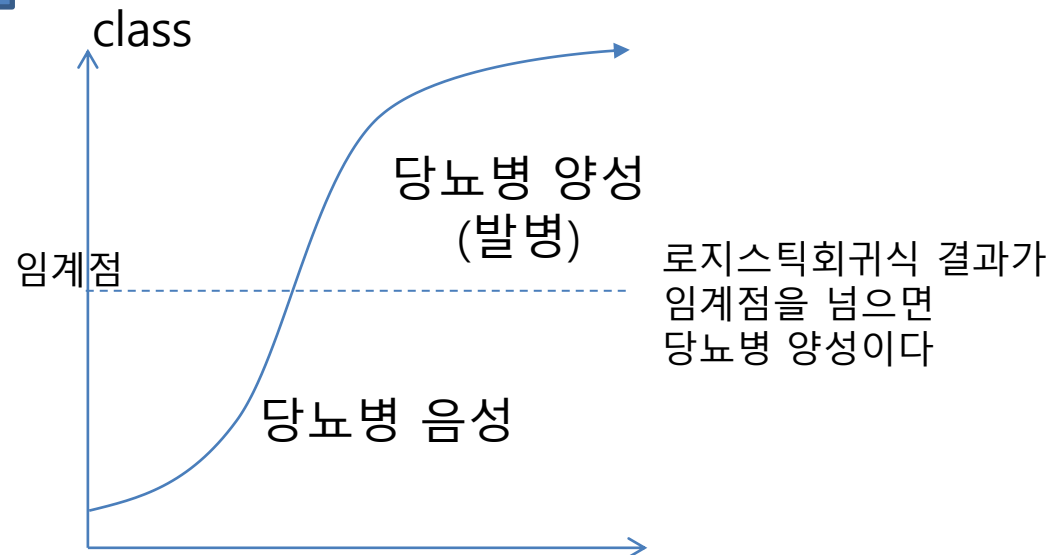 class
당뇨병 양성
(발병)
임계점
로지스틱회귀식 결과가
임계점을 넘으면
당뇨병 양성이다
당뇨병 음성